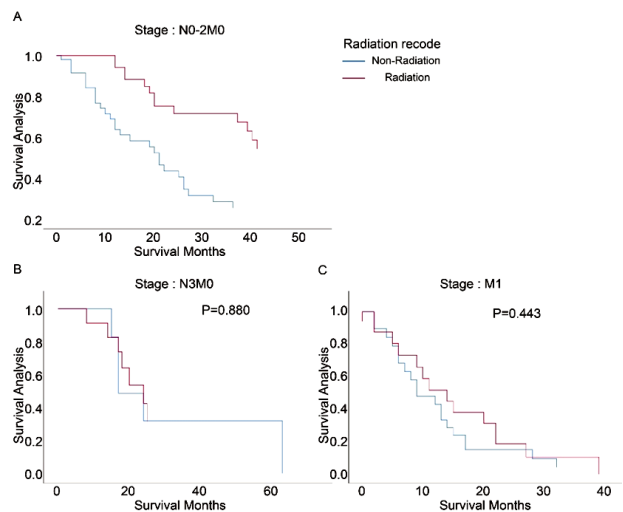 A
Stage : N0-2M0
Radiation recode
Non-Radiation
Radiation
Survival Analysis
1.0
0.8
0.6
0.4
0.2
0 10 20 30 40 50
Survival Months
B
Stage : N3M0
P=0.880
Survival Analysis
1.0
0.8
0.6
0.4
0.2
0.0
0 20 40 60
Survival Months
C
Stage : M1
P=0.443
Survival Analysis
1.0
0.8
0.6
0.4
0.2
0.0
0 10 20 30 40
Survival Months